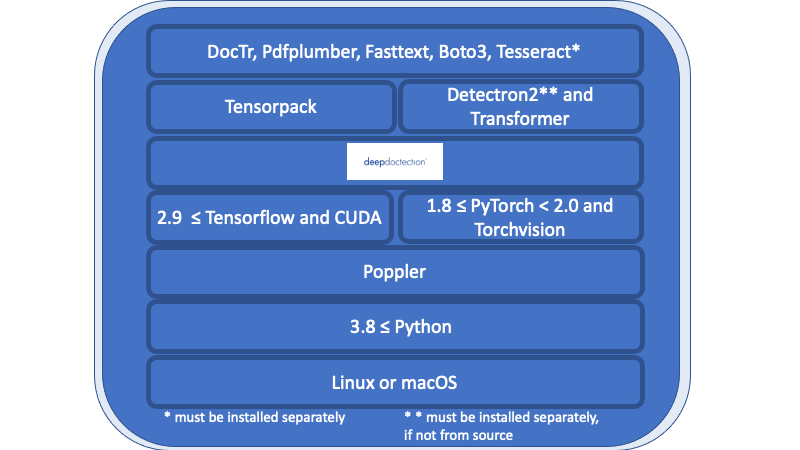 DocTr, Pdfplumber, Fasttext, Boto3, Tesseract*
Tensorpack
Detectron2** and
Transformer
deepdoctection
2.9 ≤ Tensorflow and CUDA
1.8 ≤ PyTorch < 2.0 and
Torchvision
Poppler
3.8 ≤ Python
Linux or macOS
* must be installed separately
* * must be installed separately,
if not from source